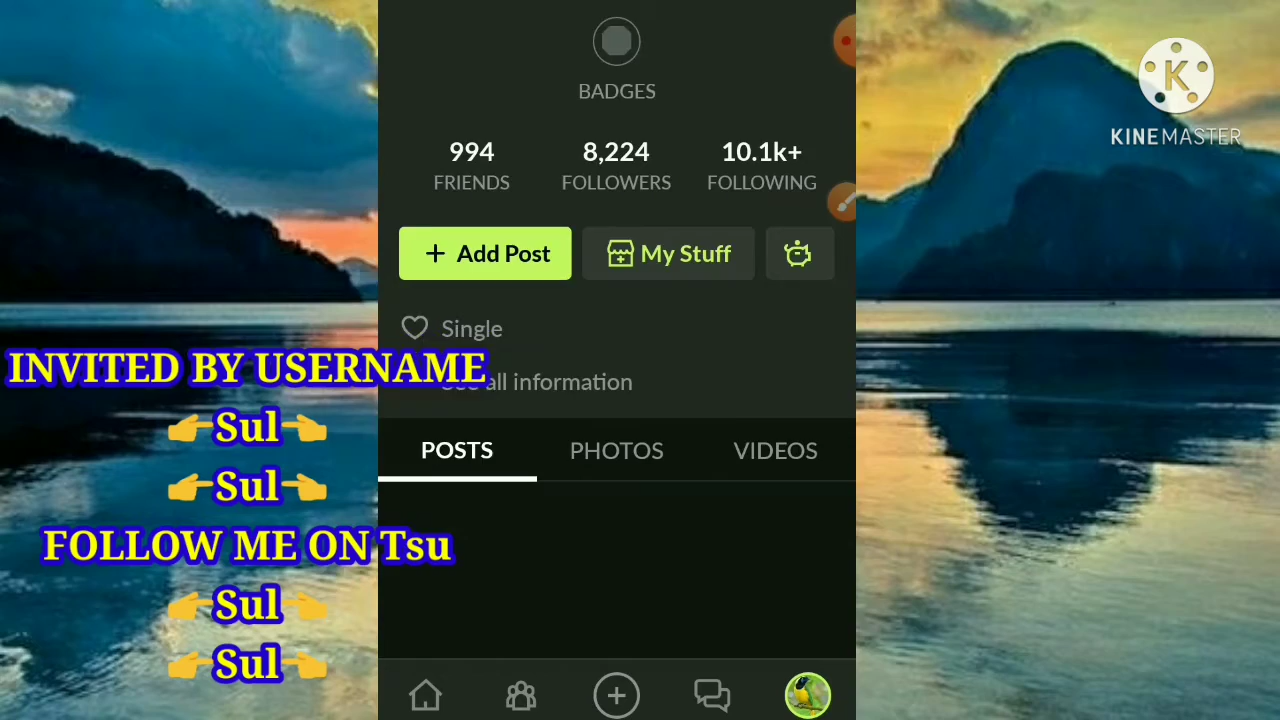 BADGES
994 8,224 10.1k+
FRIENDS FOLLOWERS FOLLOWING
+ Add Post My Stuff
Single
See all information
POSTS PHOTOS VIDEOS
INVITED BY USERNAME
👉Sul👈
👉Sul👈
FOLLOW ME ON Tsu
👉Sul👈
👉Sul👈
K
KINEMASTER